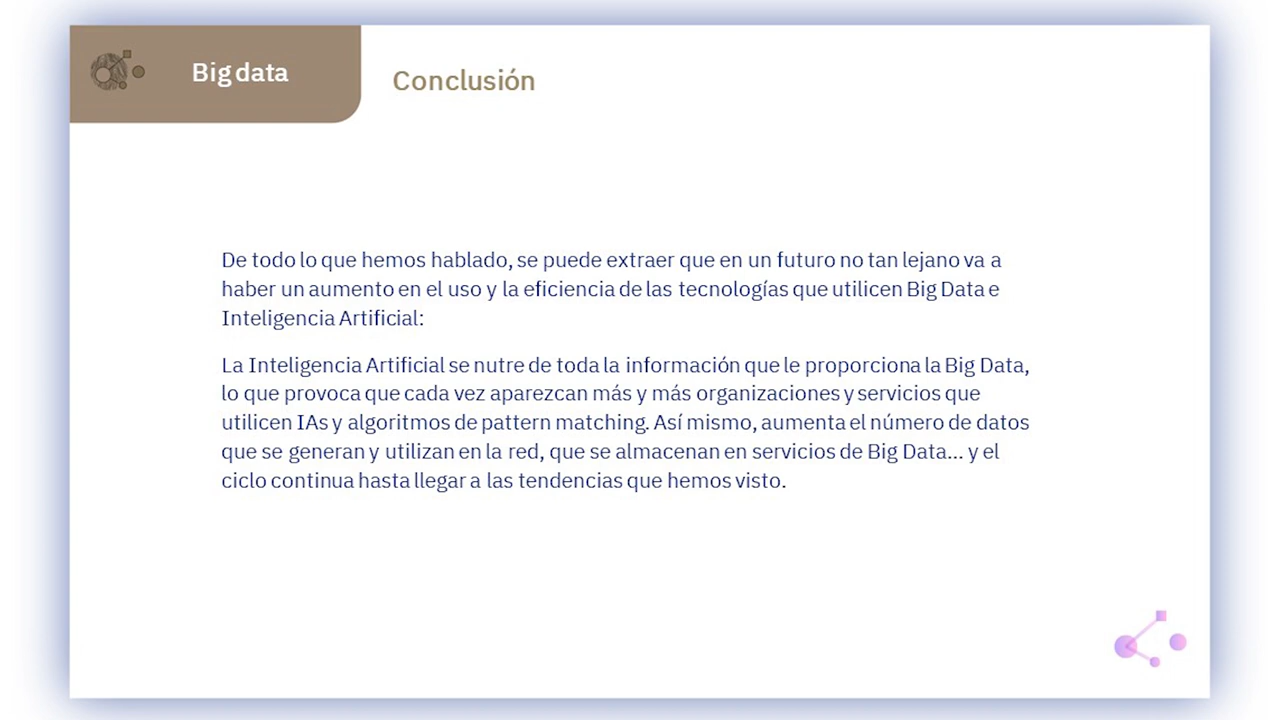 Big data
Conclusión
De todo lo que hemos hablado, se puede extraer que en un futuro no tan lejano va a
haber un aumento en el uso y la eficiencia de las tecnologías que utilicen Big Data e
Inteligencia Artificial:
La Inteligencia Artificial se nutre de toda la información que le proporciona la Big Data,
lo que provoca que cada vez aparezcan más y más organizaciones y servicios que
utilicen IAs y algoritmos de pattern matching. Así mismo, aumenta el número de datos
que se generan y utilizan en la red, que se almacenan en servicios de Big Data... y el
ciclo continua hasta llegar a las tendencias que hemos visto.